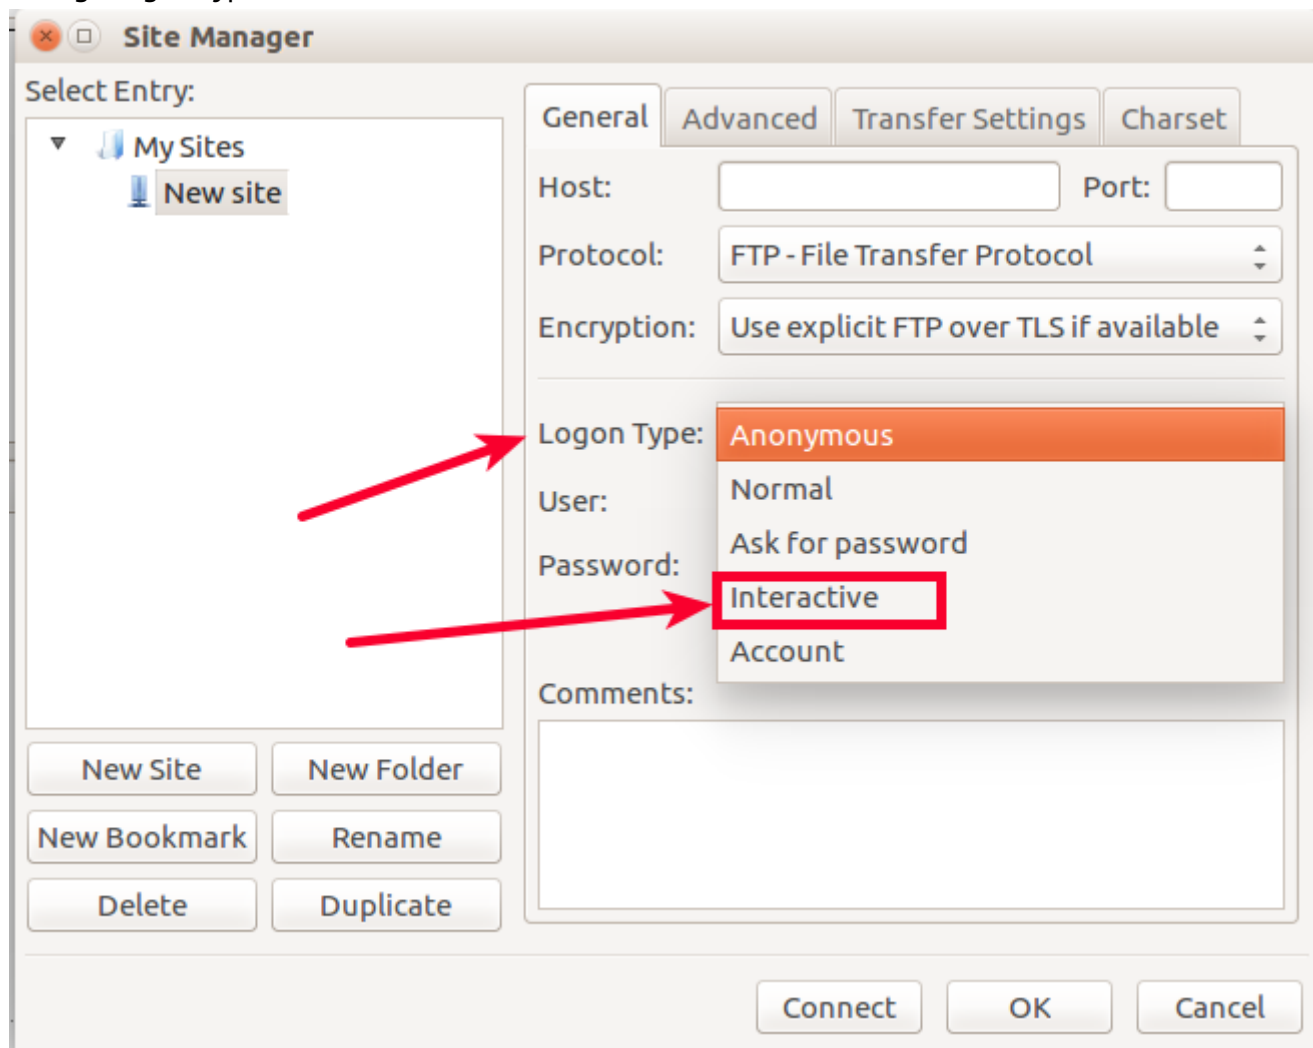 Site Manager
Select Entry:
My Sites
New site
General Advanced Transfer Settings Charset
Host: Port:
Protocol: FTP - File Transfer Protocol
Encryption: Use explicit FTP over TLS if available
Logon Type: Anonymous
Normal
User:
Ask for password
Password:
Interactive
Account
Comments:
New Site New Folder
New Bookmark Rename
Delete Duplicate
Connect OK Cancel